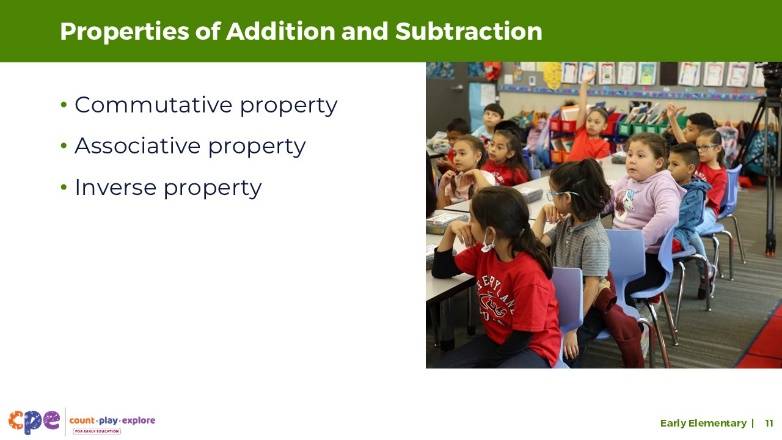 Properties of Addition and Subtraction
• Commutative property
• Associative property
• Inverse property
cpe
count·play·explore
FOR EARLY EDUCATION
Early Elementary | 11